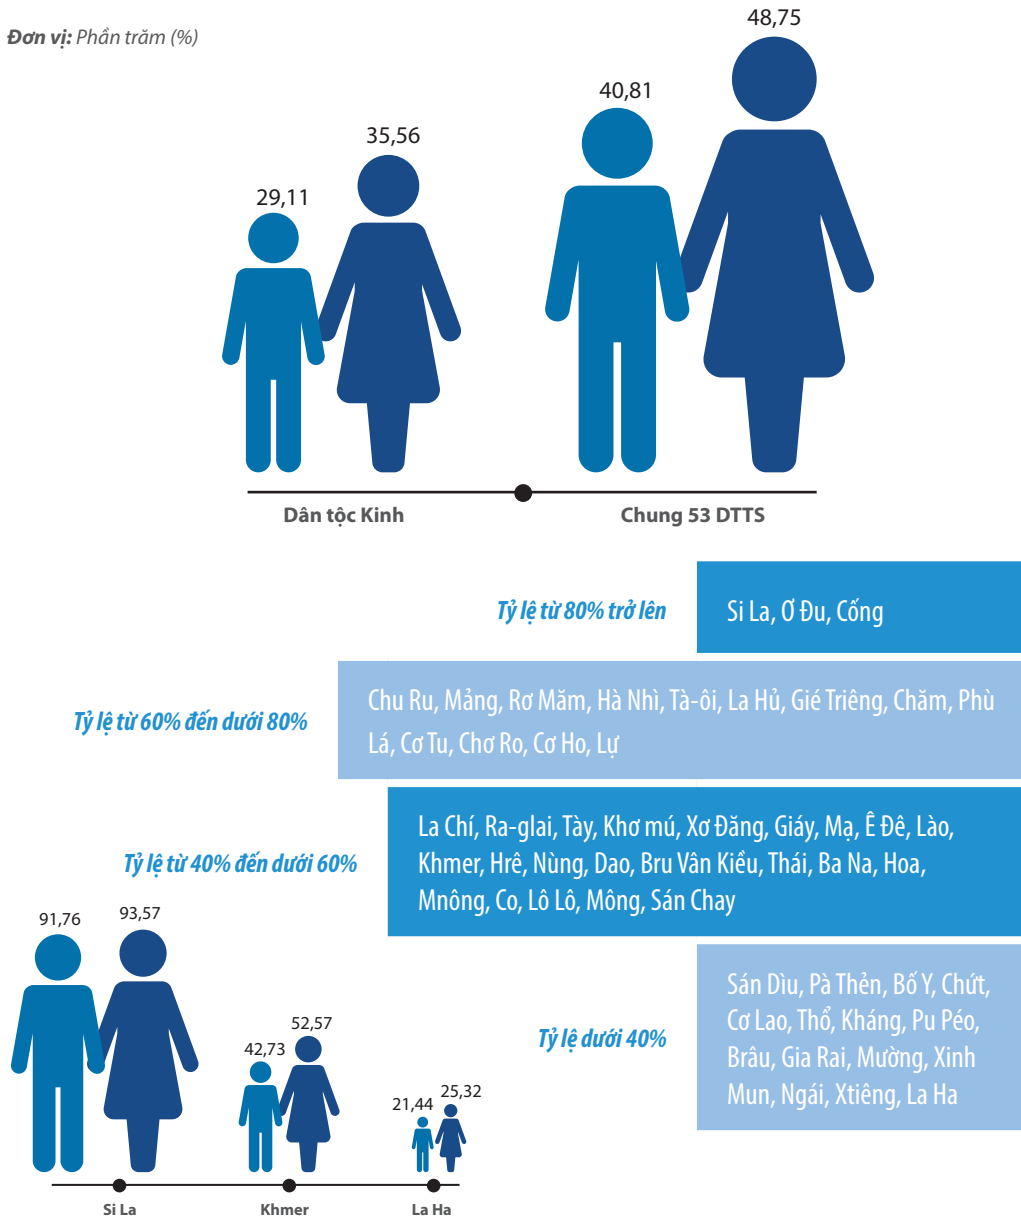 Đơn vị: Phần trăm (%)
48,75
40,81
35,56
29,11
Dân tộc Kinh
Chung 53 DTTS
Tỷ lệ từ 80% trở lên
Si La, Ơ Đu, Cống
Tỷ lệ từ 60% đến dưới 80%
Chu Ru, Mảng, Rơ Măm, Hà Nhì, Tà-ôi, La Hủ, Gié Triêng, Chăm, Phù
Lá, Cơ Tu, Chơ Ro, Cơ Ho, Lự
Tỷ lệ từ 40% đến dưới 60%
La Chí, Ra-glai, Tày, Khơ mú, Xơ Đăng, Giáy, Mạ, Ê Đê, Lào,
Khmer, Hrê, Nùng, Dao, Bru Vân Kiều, Thái, Ba Na, Hoa,
Mnông, Co, Lô Lô, Mông, Sán Chay
Tỷ lệ dưới 40%
Sán Dìu, Pà Thẻn, Bố Y, Chứt,
Cơ Lao, Thổ, Kháng, Pu Péo,
Brâu, Gia Rai, Mường, Xinh
Mun, Ngái, Xtiêng, La Ha
91,76
93,57
42,73
52,57
21,44
25,32
Si La
Khmer
La Ha